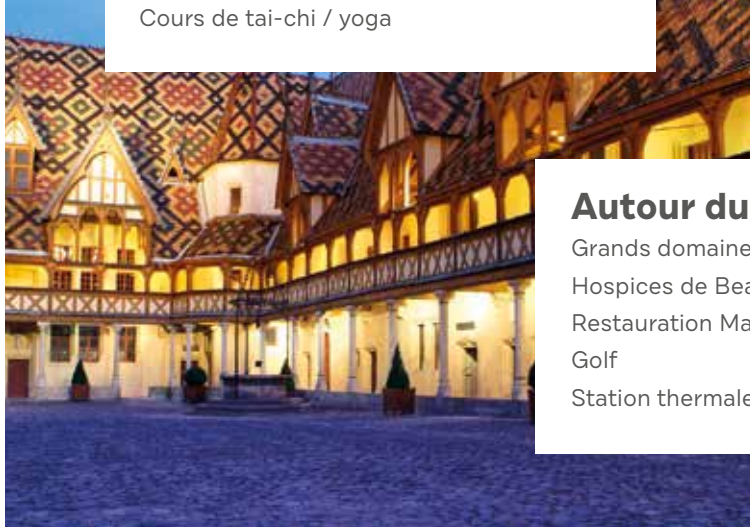 Cours de tai-chi / yoga
Autour du
Grands domaine
Hospices de Bea
Restauration Ma
Golf
Station thermale